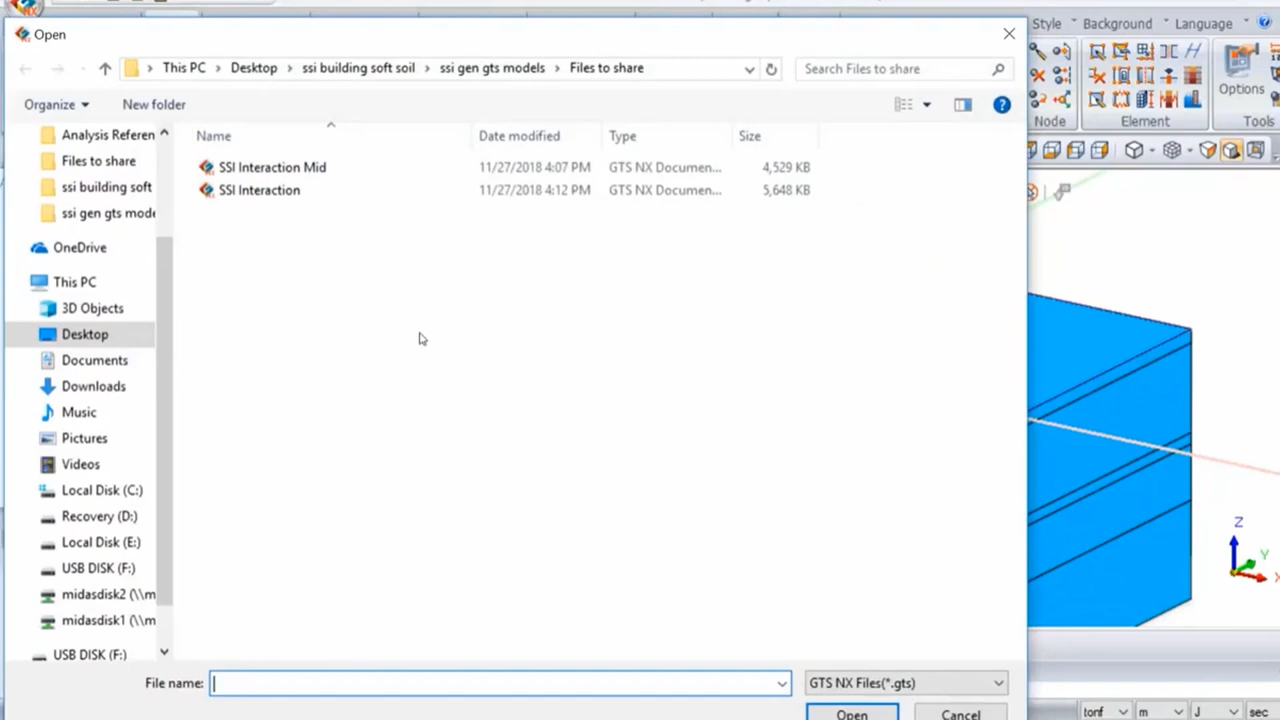 Open
Style Background Language
This PC Desktop ssi building soft soil ssi gen gts models Files to share
Search Files to share
Organize New folder
Options
Node Element Tools
Name Date modified Type Size
Analysis Referen
Files to share
ssi building soft
ssi gen gts mode
OneDrive
This PC
3D Objects
Desktop
Documents
Downloads
Music
Pictures
Videos
Local Disk (C:)
Recovery (D:)
Local Disk (E:)
USB DISK (F:)
midasdisk2 (\\m
midasdisk1 (\\m
USB DISK (F:)
SSI Interaction Mid 11/27/2018 4:07 PM GTS NX Documen... 4,529 KB
SSI Interaction 11/27/2018 4:12 PM GTS NX Documen... 5,648 KB
Z
Y
X
File name: GTS NX Files(*.gts)
Open Cancel
tonf m J sec